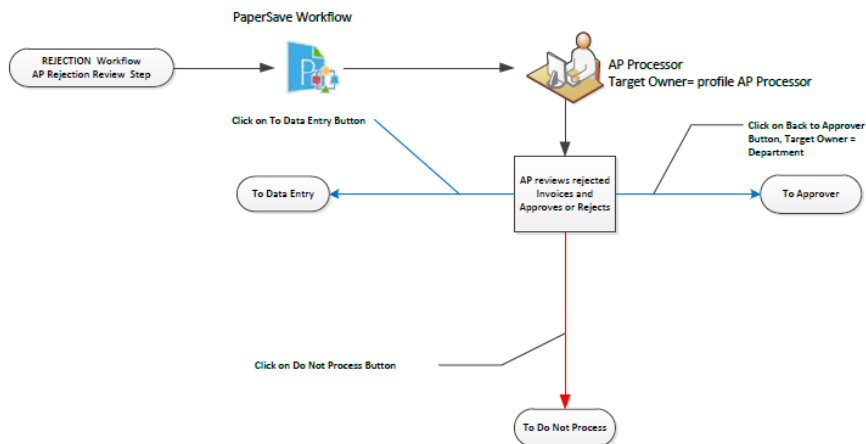 PaperSave Workflow
REJECTION Workflow
AP Rejection Review Step
AP Processor
Target Owner= profile AP Processor
Click on To Data Entry Button
Click on Back to Approver
Button, Target Owner =
Department
AP reviews rejected
Invoices and
Approves or Rejects
To Data Entry
To Approver
Click on Do Not Process Button
To Do Not Process